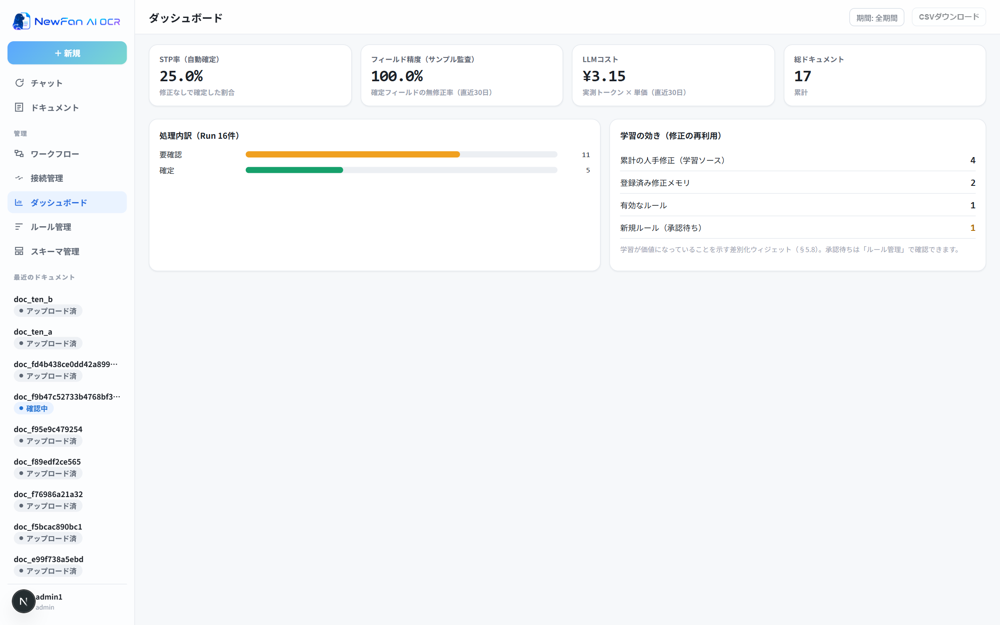 NewFan AI OCR
+ 新規
チャット
ドキュメント
管理
ワークフロー
接続管理
ダッシュボード
ルール管理
スキーマ管理
最近のドキュメント
doc_ten_b
アップロード済
doc_ten_a
アップロード済
doc_fd4b438ce0dd42a899…
アップロード済
doc_f9b47c52733b4768bf3…
確認中
doc_f95e9c479254
アップロード済
doc_f89edf2ce565
アップロード済
doc_f76986a21a32
アップロード済
doc_f5bcac890bc1
アップロード済
doc_e99f738a5ebd
アップロード済
N
admin1
admin
ダッシュボード
期間: 全期間
CSVダウンロード
STP率（自動確定）
25.0%
修正なしで確定した割合
フィールド精度（サンプル監査）
100.0%
確定フィールドの無修正率（直近30日）
LLMコスト
¥3.15
実測トークン × 単価（直近30日）
総ドキュメント
17
累計
処理内訳（Run 16件）
要確認 11
確定 5
学習の効き（修正の再利用）
累計の人手修正（学習ソース） 4
登録済み修正メモリ 2
有効なルール 1
新規ルール（承認待ち） 1
学習が価値になっていることを示す差別化ウィジェット（§5.8）。承認待ちは「ルール管理」で確認できます。